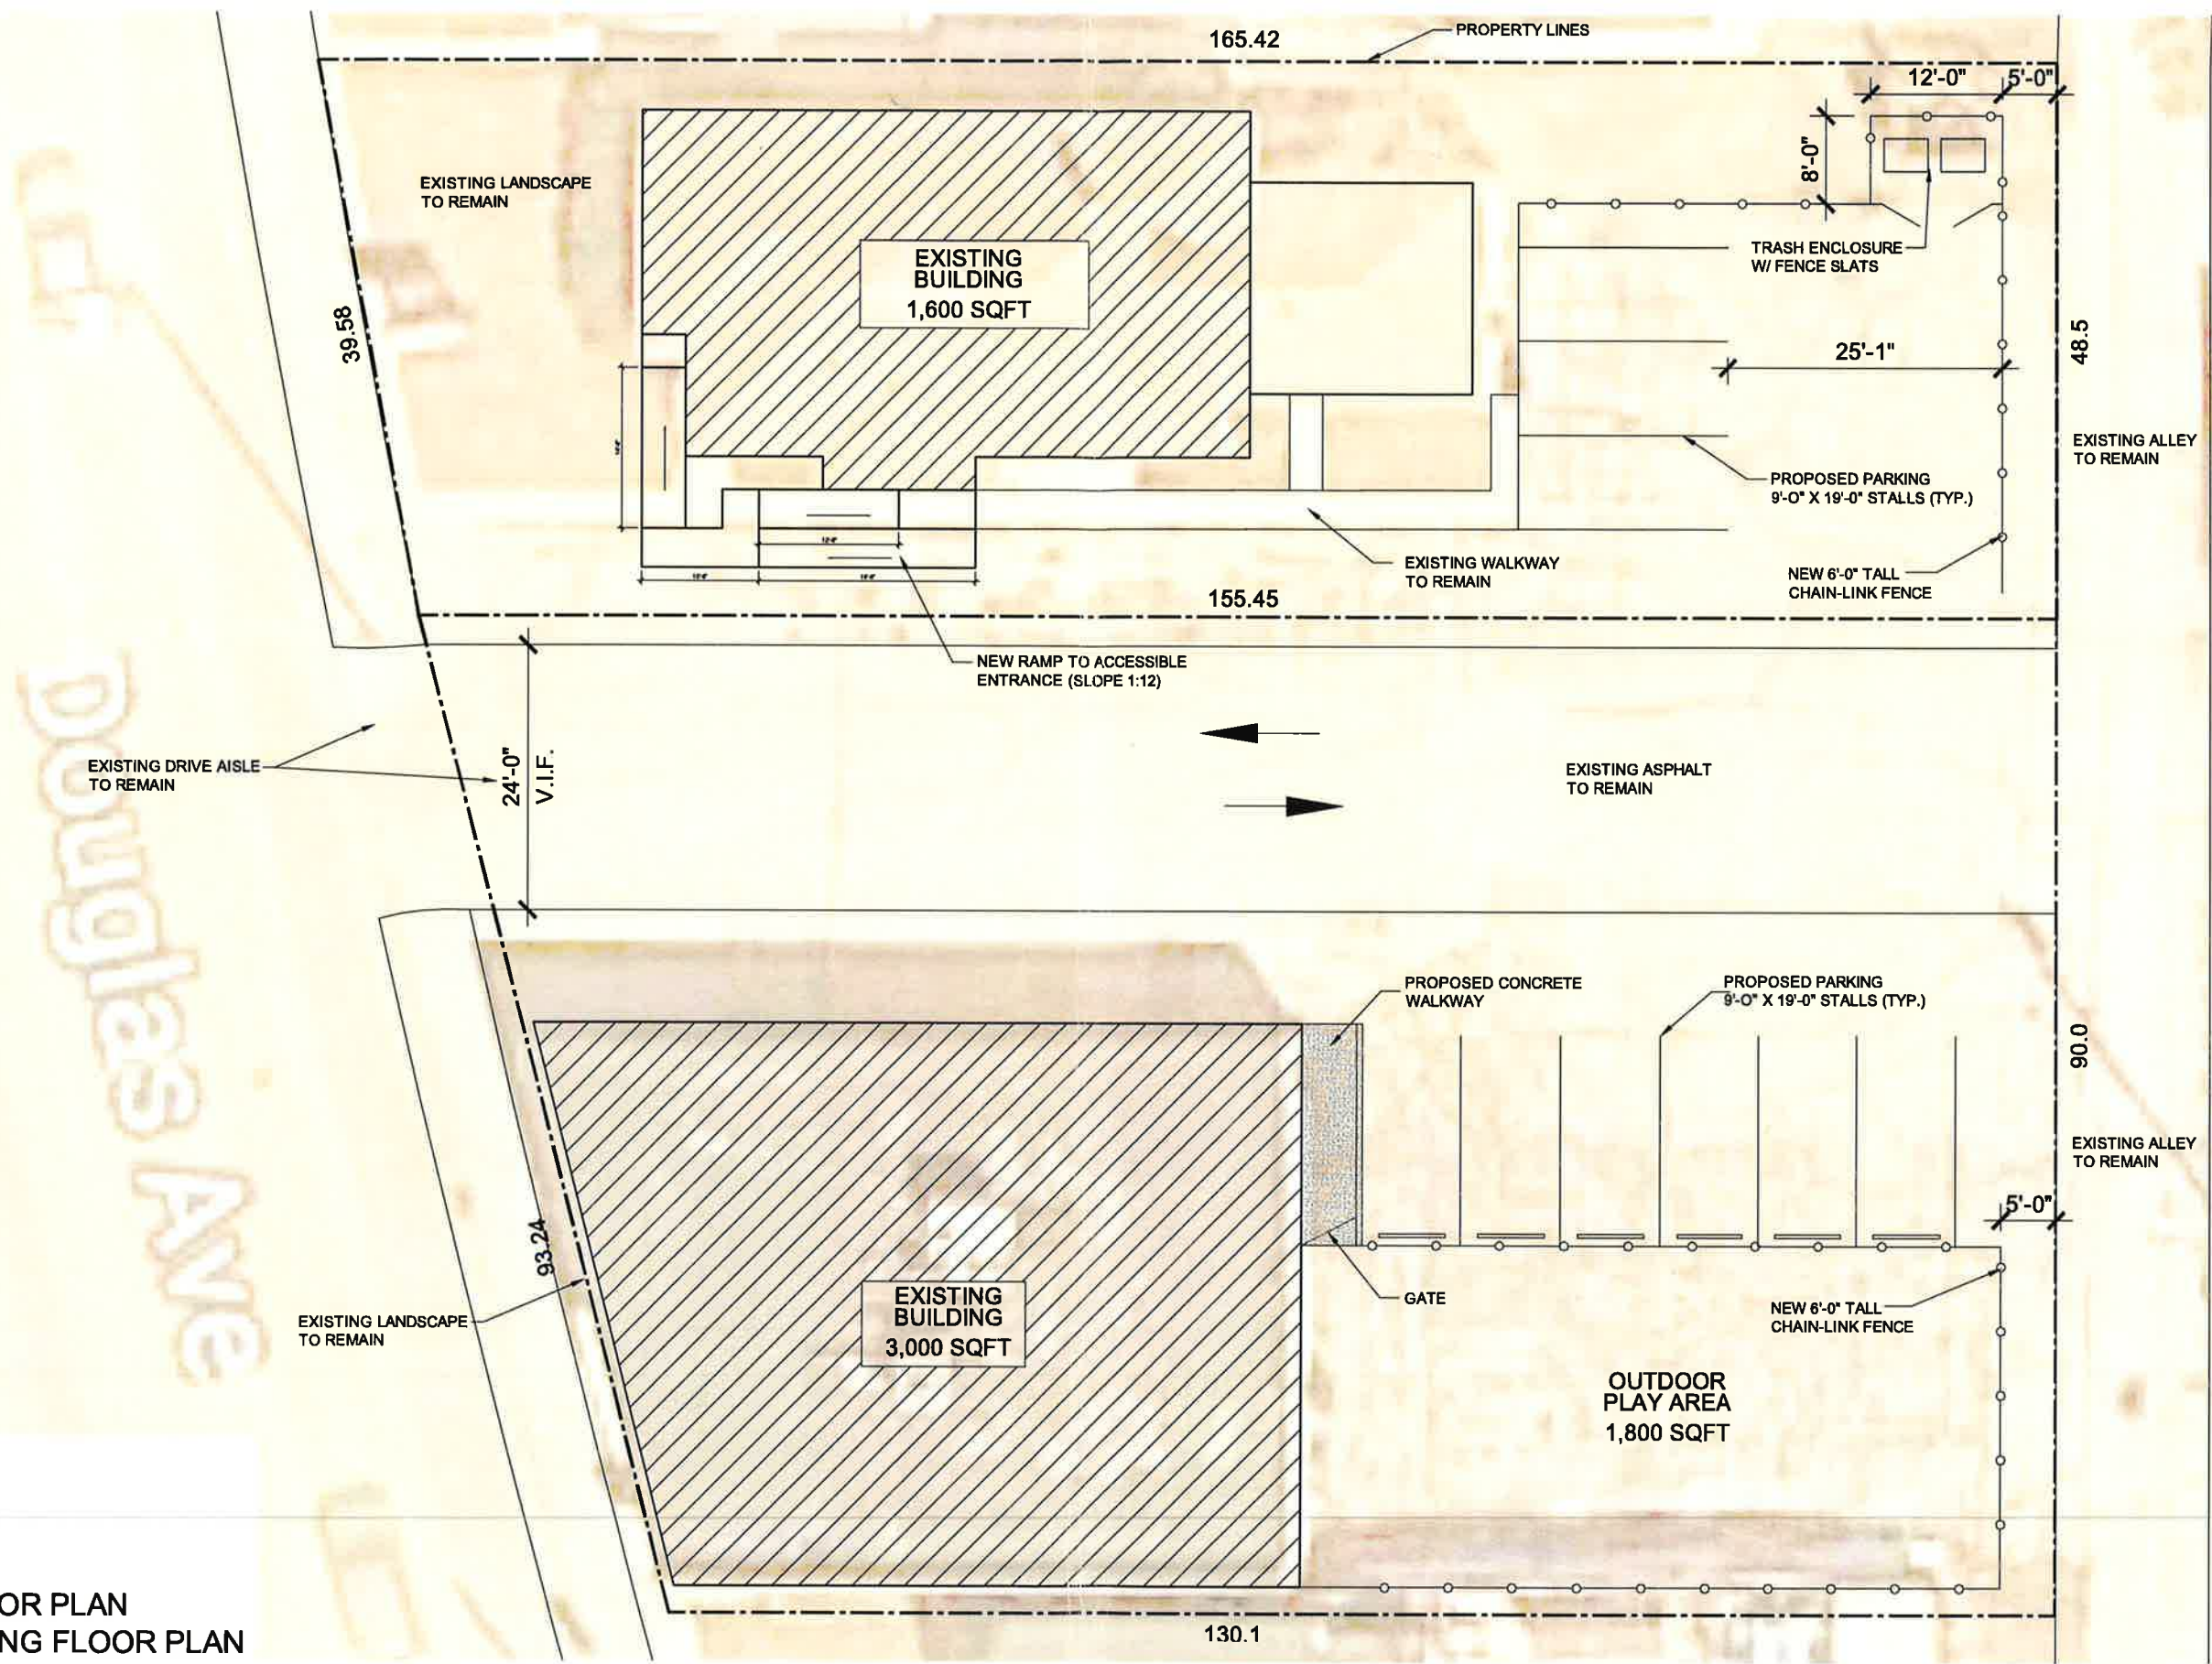 165.42
PROPERTY LINES
12'-0"
5'-0"
8'-0"
EXISTING LANDSCAPE
TO REMAIN
EXISTING
BUILDING
1,600 SQFT
TRASH ENCLOSURE
W/ FENCE SLATS
39.58
25'-1"
48.5
EXISTING ALLEY
TO REMAIN
PROPOSED PARKING
9'-0" X 19'-0" STALLS (TYP.)
EXISTING WALKWAY
TO REMAIN
NEW 6'-0" TALL
CHAIN-LINK FENCE
155.45
NEW RAMP TO ACCESSIBLE
ENTRANCE (SLOPE 1:12)
EXISTING DRIVE AISLE
TO REMAIN
24'-0"
V.I.F.
EXISTING ASPHALT
TO REMAIN
Douglas Ave
PROPOSED CONCRETE
WALKWAY
PROPOSED PARKING
9'-0" X 19'-0" STALLS (TYP.)
90.0
EXISTING ALLEY
TO REMAIN
5'-0"
93.24
EXISTING LANDSCAPE
TO REMAIN
EXISTING
BUILDING
3,000 SQFT
GATE
NEW 6'-0" TALL
CHAIN-LINK FENCE
OUTDOOR
PLAY AREA
1,800 SQFT
130.1
OR PLAN
NG FLOOR PLAN